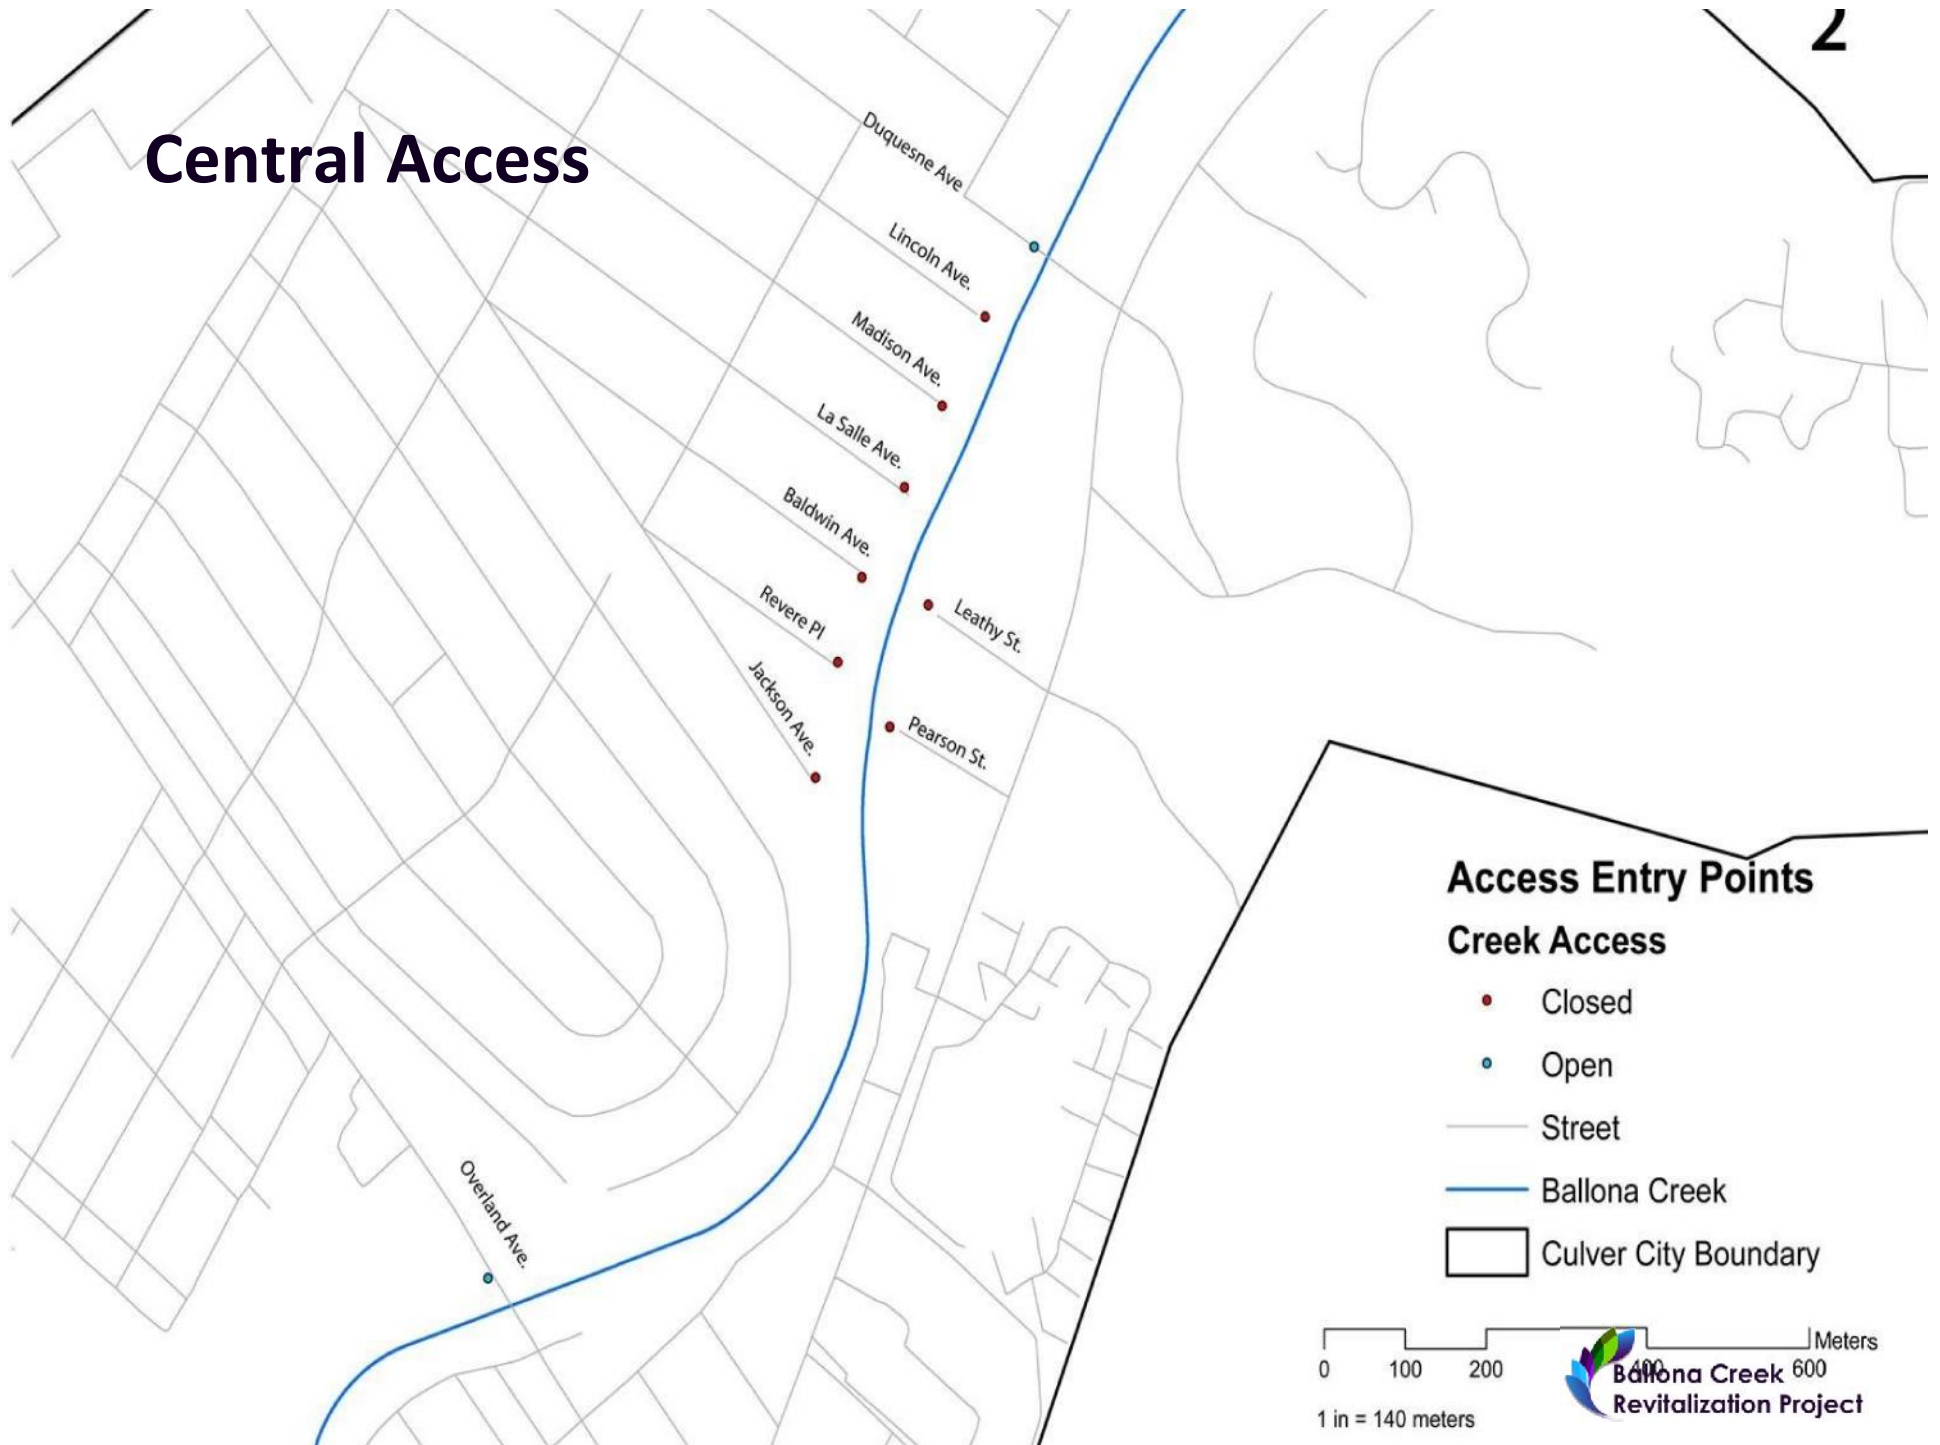 2
Central Access
Duquesne Ave
Lincoln Ave.
Madison Ave.
La Salle Ave.
Baldwin Ave.
Leathy St.
Revere Pl
Jackson Ave.
Pearson St.
Overland Ave.
Access Entry Points
Creek Access
Closed
Open
Street
Ballona Creek
Culver City Boundary
Meters
0 100 200 400 600
Ballona Creek
Revitalization Project
1 in = 140 meters